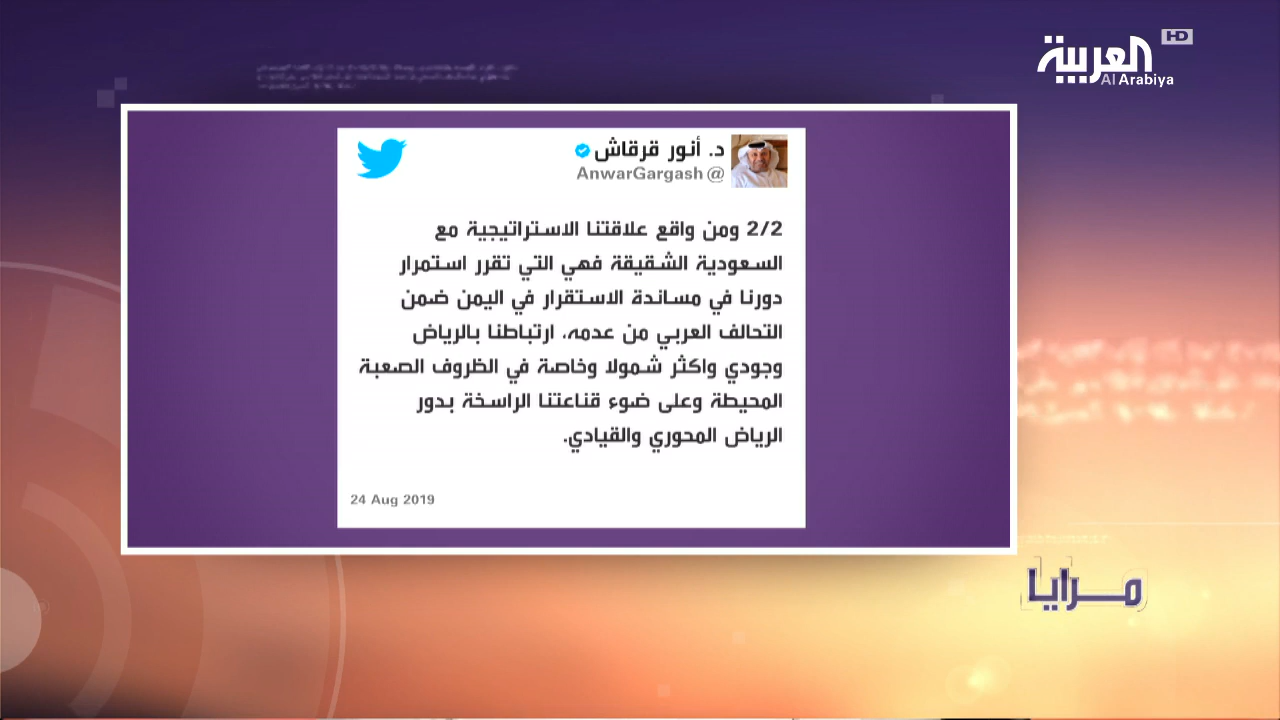 العربية HD
Al Arabiya
د. أنور قرقاش
@AnwarGargash
2/2 ومن واقع علاقتنا الاستراتيجية مع
السعودية الشقيقة فهي التي تقرر استمرار
دورنا في مساندة الاستقرار في اليمن ضمن
التحالف العربي من عدمه، ارتباطنا بالرياض
وجودي واكثر شمولا وخاصة في الظروف الصعبة
المحيطة وعلى ضوء قناعتنا الراسخة بدور
الرياض المحوري والقيادي.
24 Aug 2019
مرايا